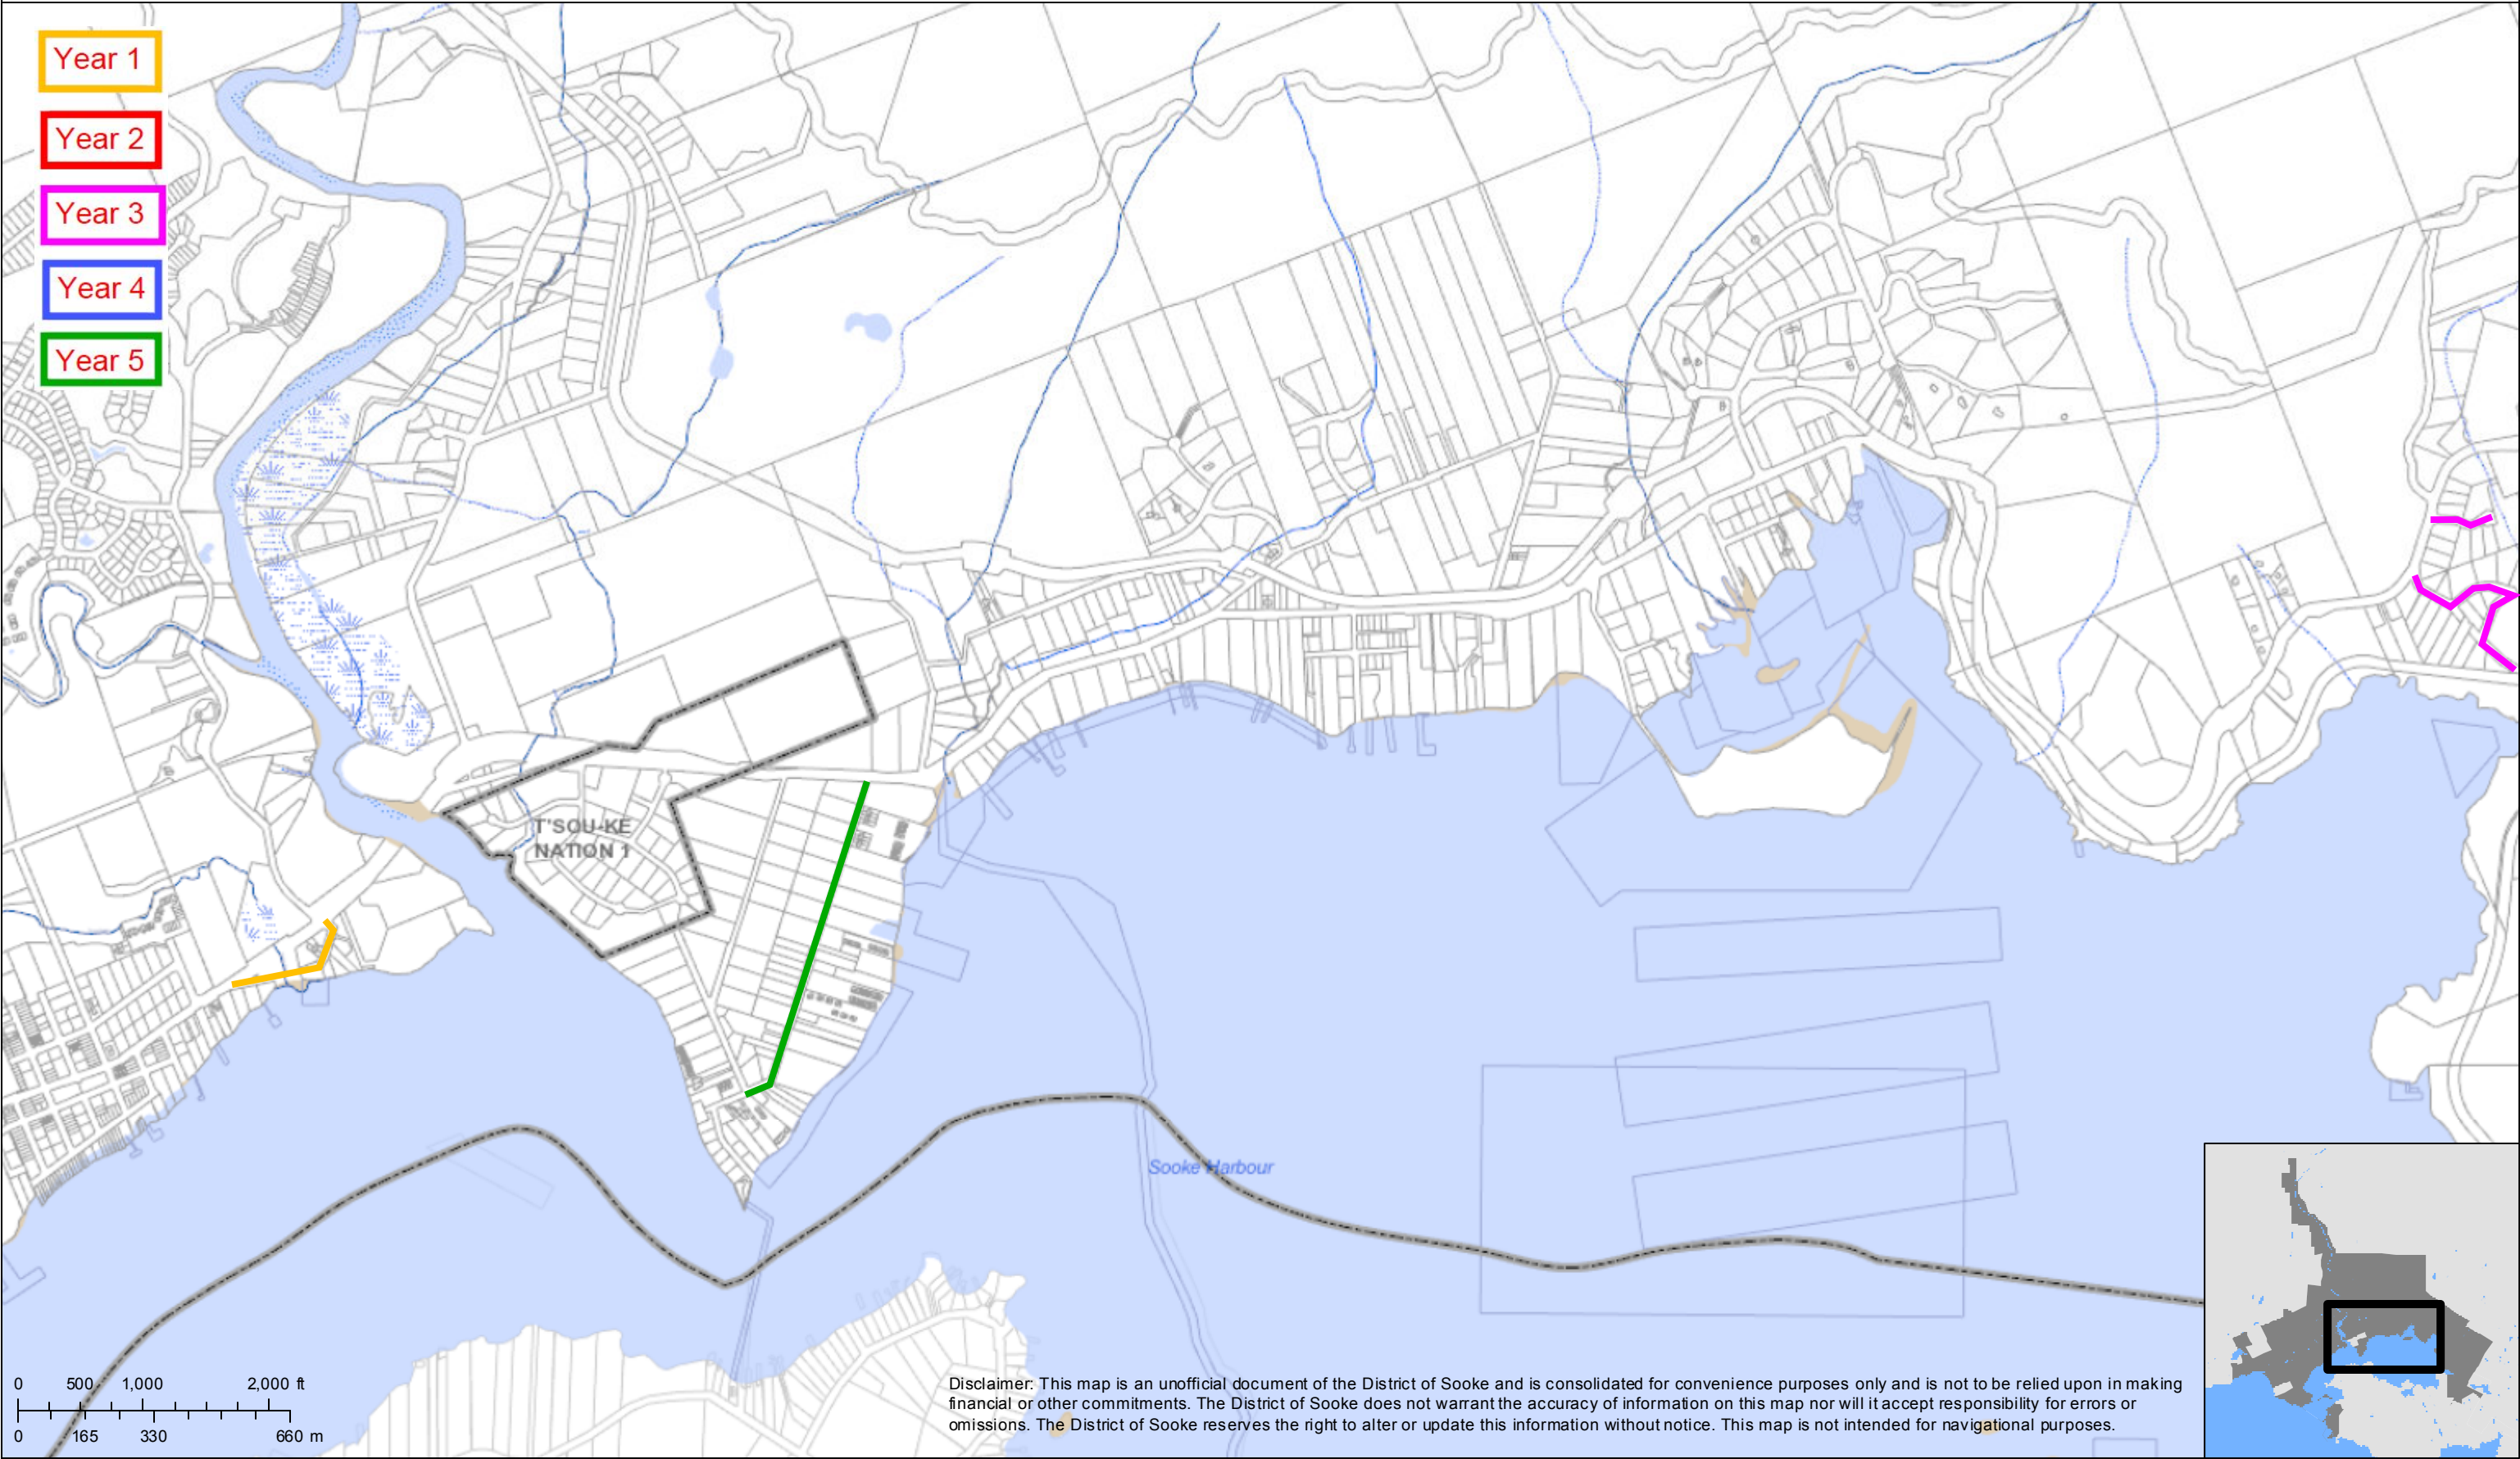 Year 1
Year 2
Year 3
Year 4
Year 5
T'SOU-KE
NATION 1
Sooke Harbour
0 500 1,000 2,000 ft
0 165 330 660 m
Disclaimer: This map is an unofficial document of the District of Sooke and is consolidated for convenience purposes only and is not to be relied upon in making
financial or other commitments. The District of Sooke does not warrant the accuracy of information on this map nor will it accept responsibility for errors or
omissions. The District of Sooke reserves the right to alter or update this information without notice. This map is not intended for navigational purposes.